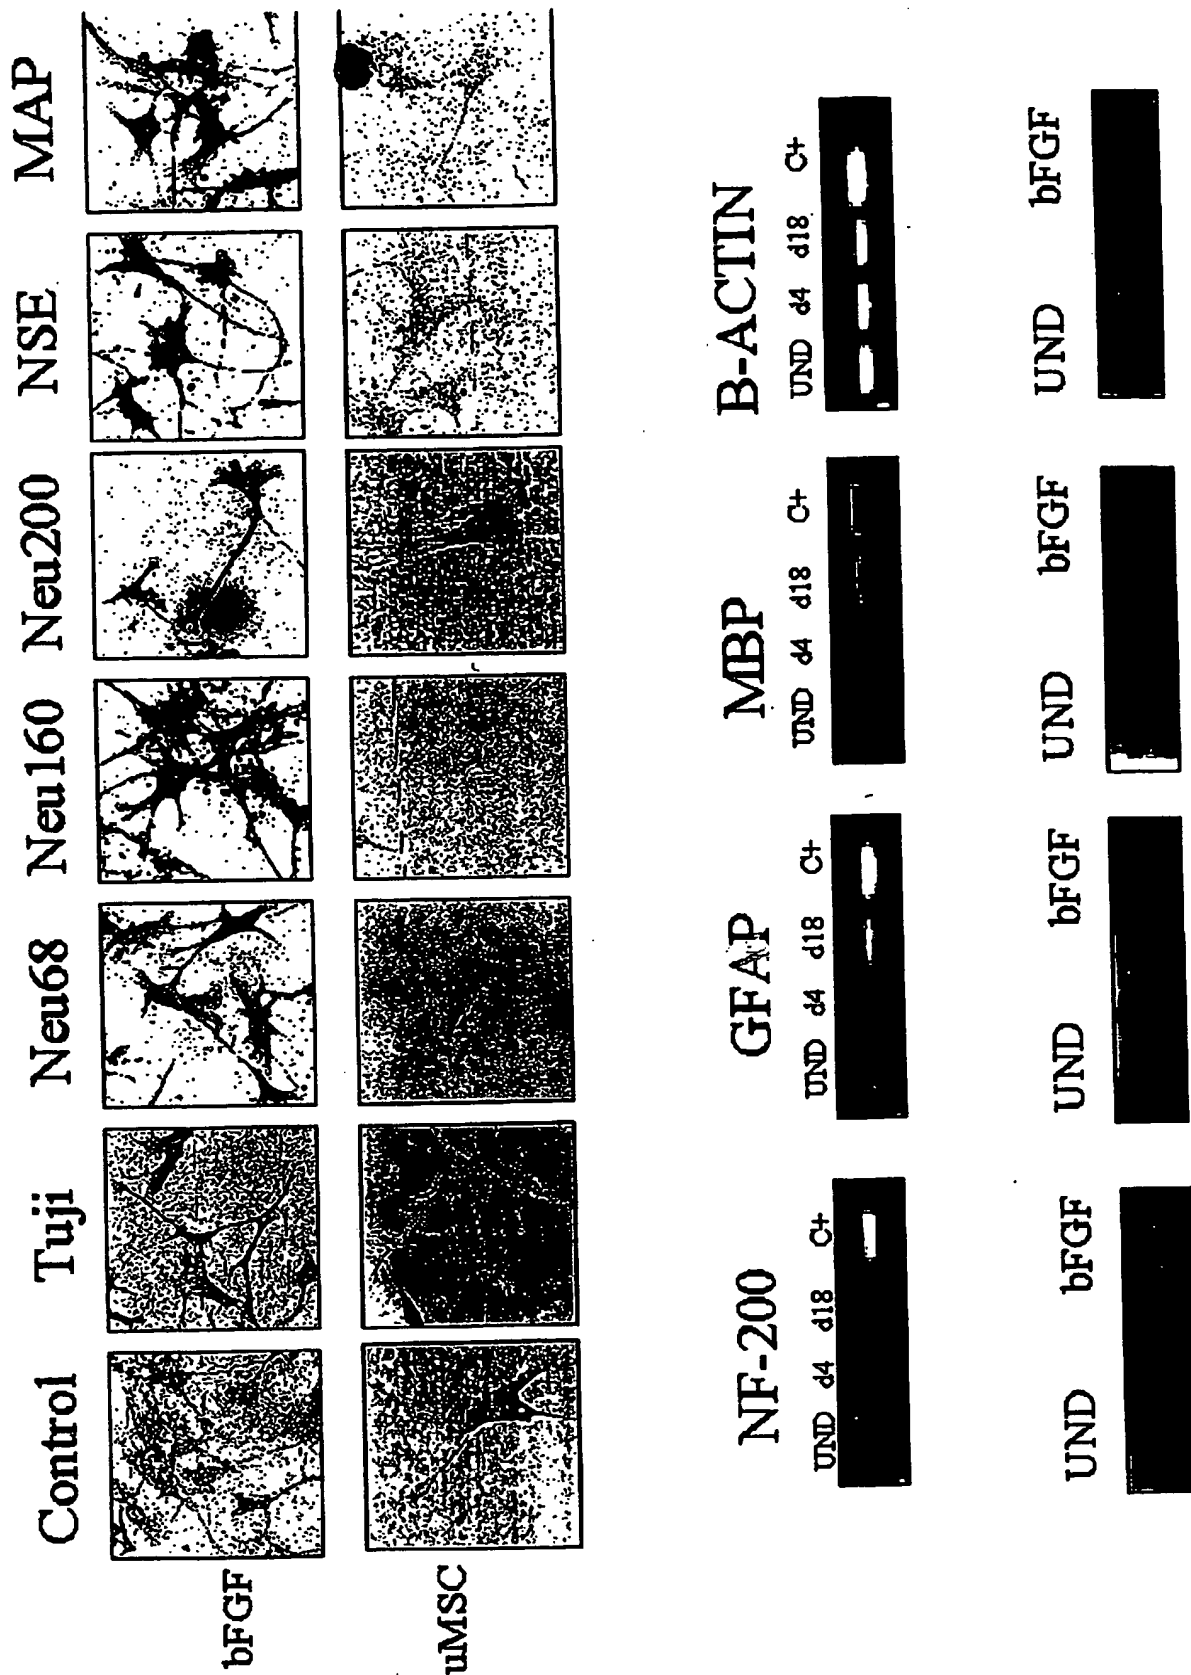 Control Tuji Neu68 Neu160 Neu200 NSE MAP
bFGF
uMSC
NF-200 GFAP MBP B-ACTIN
UND d4 d18 C+ UND d4 d18 C+ UND d4 d18 C+ UND d4 d18 C+
UND bFGF UND bFGF UND bFGF UND bFGF